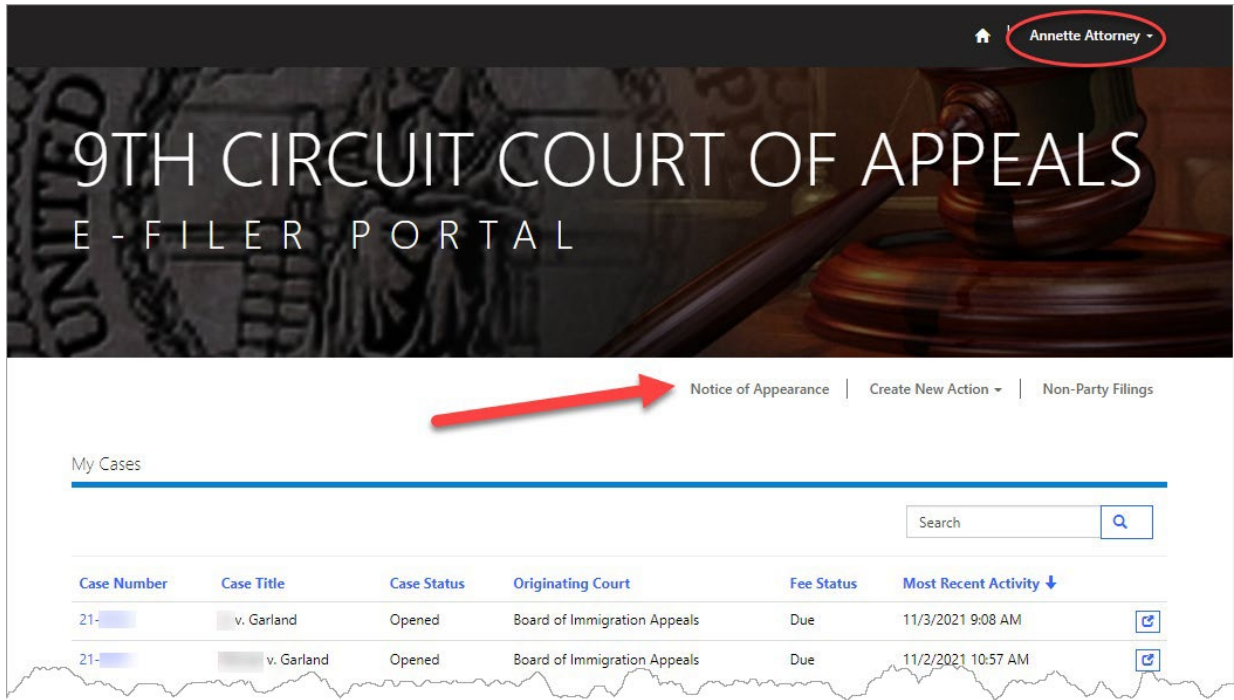 Annette Attorney
9TH CIRCUIT COURT OF APPEALS
E-FILER PORTAL
UNITED
Notice of Appearance | Create New Action | Non-Party Filings
My Cases
Search
Case Number Case Title Case Status Originating Court Fee Status Most Recent Activity
21- v. Garland Opened Board of Immigration Appeals Due 11/3/2021 9:08 AM
21- v. Garland Opened Board of Immigration Appeals Due 11/2/2021 10:57 AM